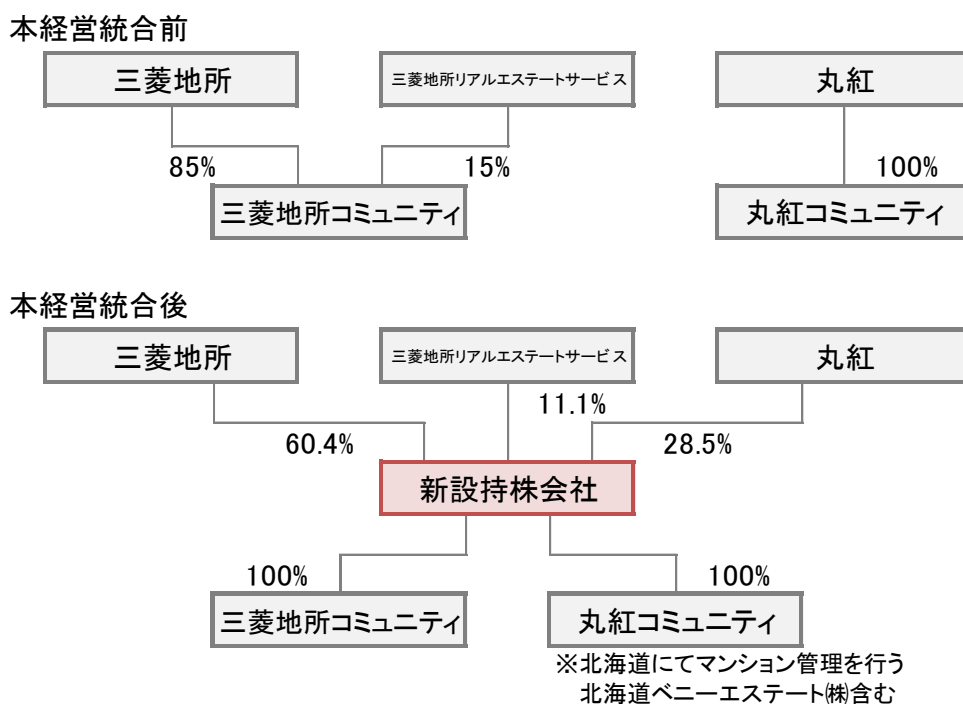 本経営統合前
三菱地所
三菱地所リアルエステートサービス
丸紅
85%
15%
100%
三菱地所コミュニティ
丸紅コミュニティ
本経営統合後
三菱地所
三菱地所リアルエステートサービス
丸紅
11.1%
60.4%
28.5%
新設持株会社
100%
100%
三菱地所コミュニティ
丸紅コミュニティ
※北海道にてマンション管理を行う
北海道ベニーエステート㈱含む